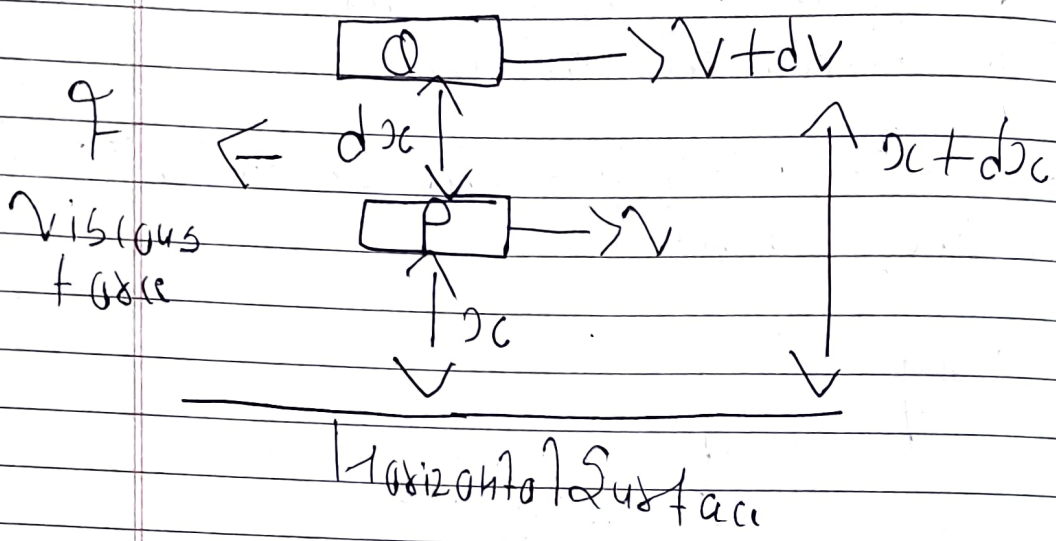 Q → V+dV
F ← dx x+dx
P → V
Viscous
force
x
Horizontal Surface